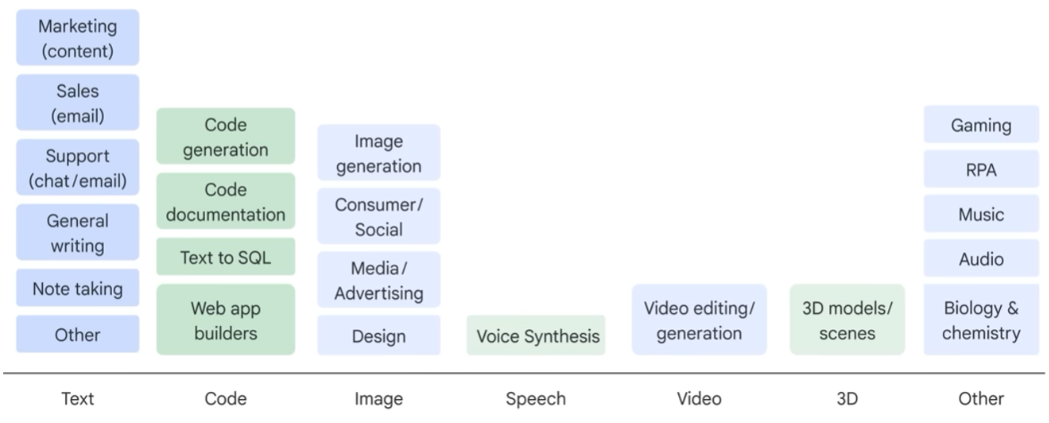 Marketing
(content)
Sales
(email)
Support
(chat/email)
General
writing
Note taking
Other
Code
generation
Code
documentation
Text to SQL
Web app
builders
Image
generation
Consumer/
Social
Media/
Advertising
Design
Voice Synthesis
Video editing/
generation
3D models/
scenes
Gaming
RPA
Music
Audio
Biology &
chemistry
Text
Code
Image
Speech
Video
3D
Other